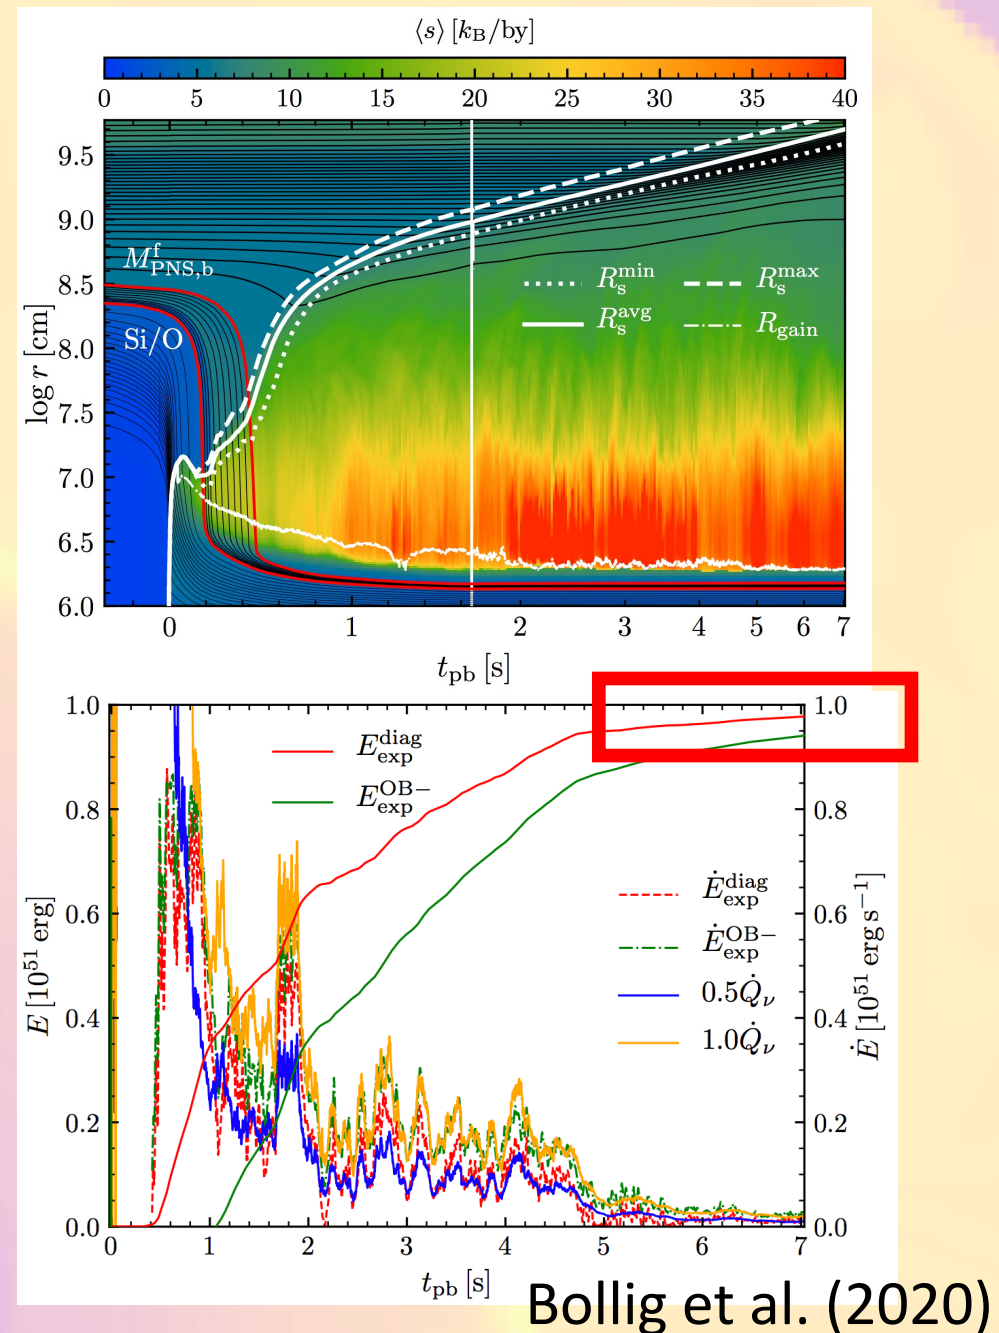 ⟨s⟩ [k_B/by]
0 5 10 15 20 25 30 35 40
9.5
9.0
8.5
8.0
7.5
7.0
6.5
6.0
log r [cm]
M^f_PNS,b
Si/O
R_s^min R_s^max
R_s^avg R_gain
0 1 2 3 4 5 6 7
t_pb [s]
1.0 1.0
0.8 0.8
0.6 0.6
0.4 0.4
0.2 0.2
0.0 0.0
E [10^51 erg]
Ė [10^51 erg s^−1]
E_exp^diag
E_exp^OB−
Ė_exp^diag
Ė_exp^OB−
0.5Q̇_ν
1.0Q̇_ν
0 1 2 3 4 5 6 7
t_pb [s]
Bollig et al. (2020)